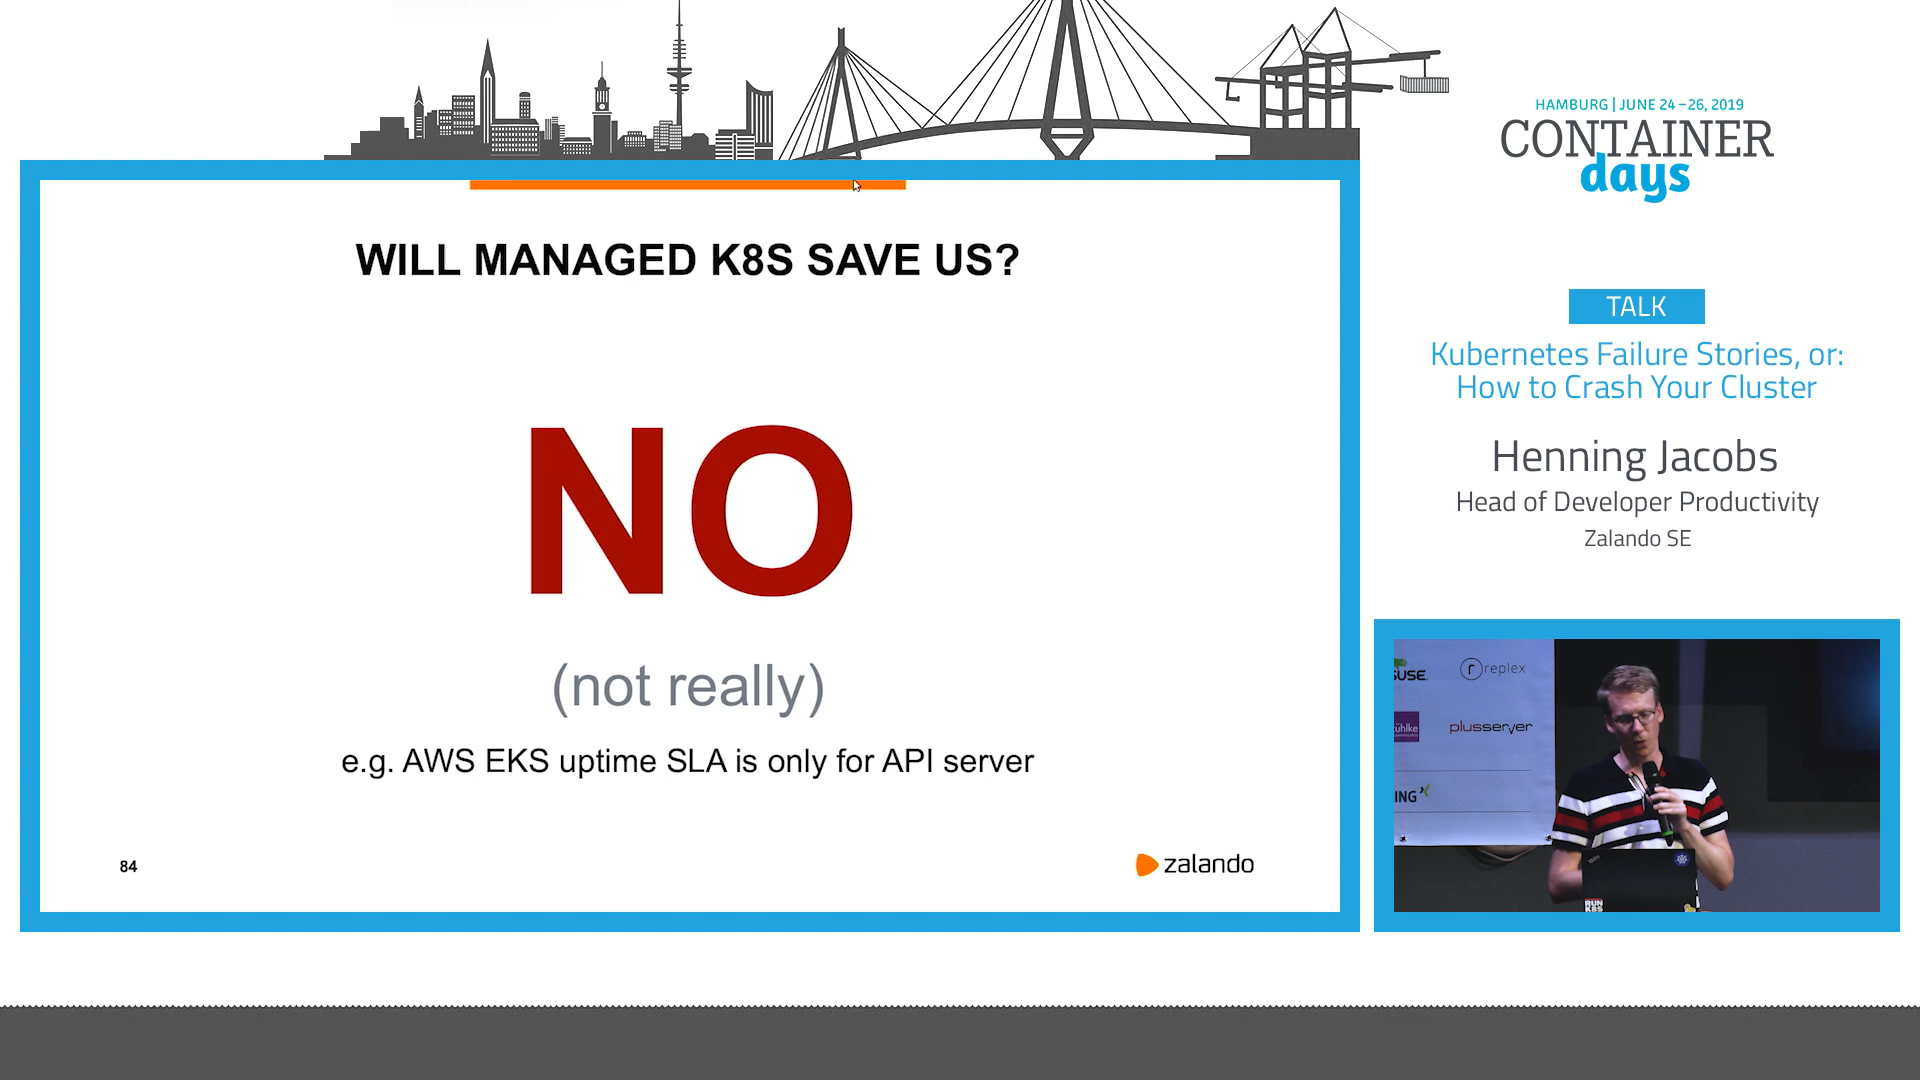 HAMBURG | JUNE 24 – 26, 2019
CONTAINER
days
WILL MANAGED K8S SAVE US?
NO
(not really)
e.g. AWS EKS uptime SLA is only for API server
84
zalando
TALK
Kubernetes Failure Stories, or:
How to Crash Your Cluster
Henning Jacobs
Head of Developer Productivity
Zalando SE
replex
plusserver
RUN
K8S